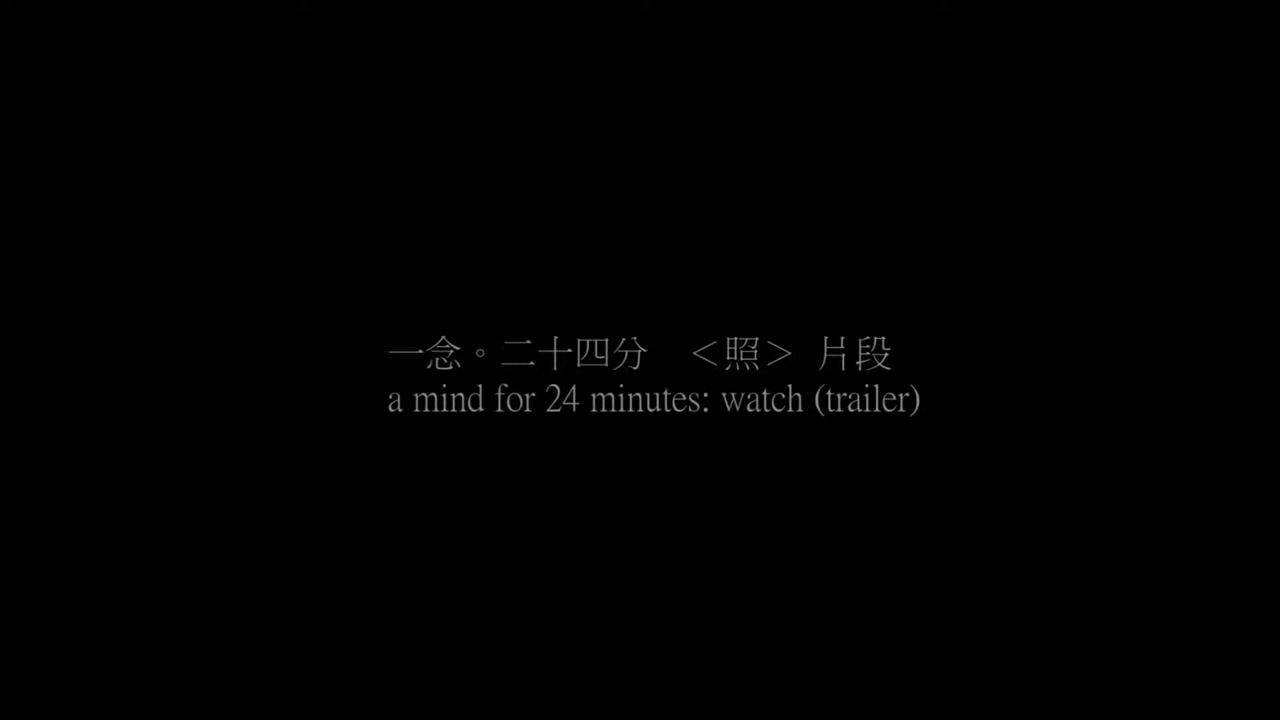 一念。二十四分　＜照＞ 片段
a mind for 24 minutes: watch (trailer)